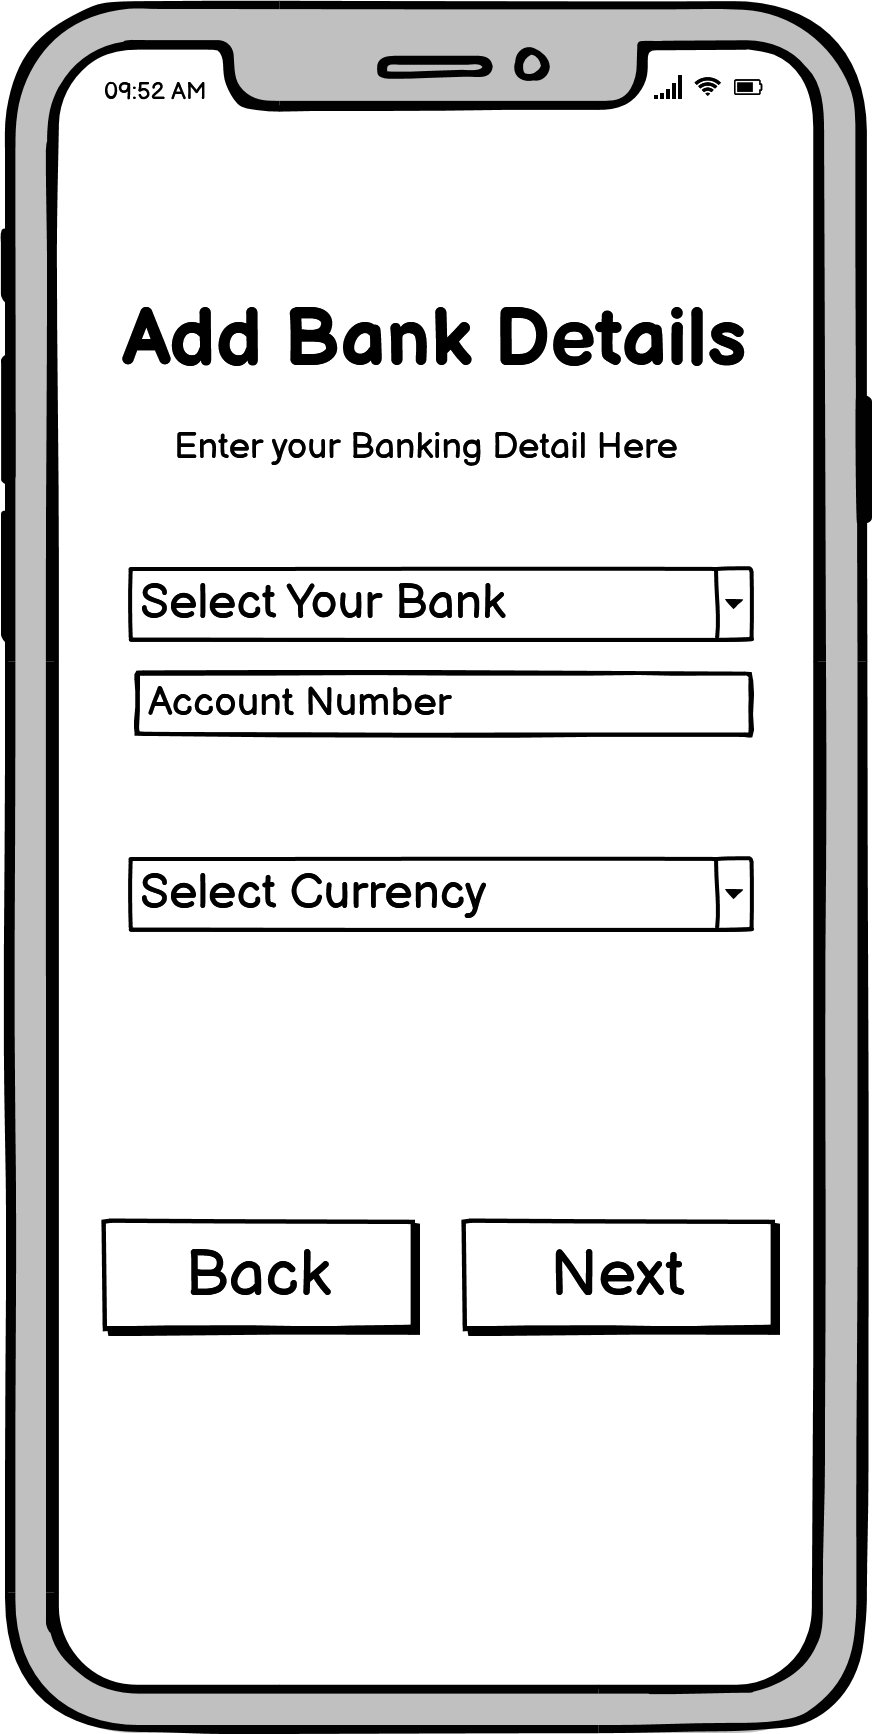 09:52 AM
Add Bank Details
Enter your Banking Detail Here
Select Your Bank
Account Number
Select Currency
Back
Next